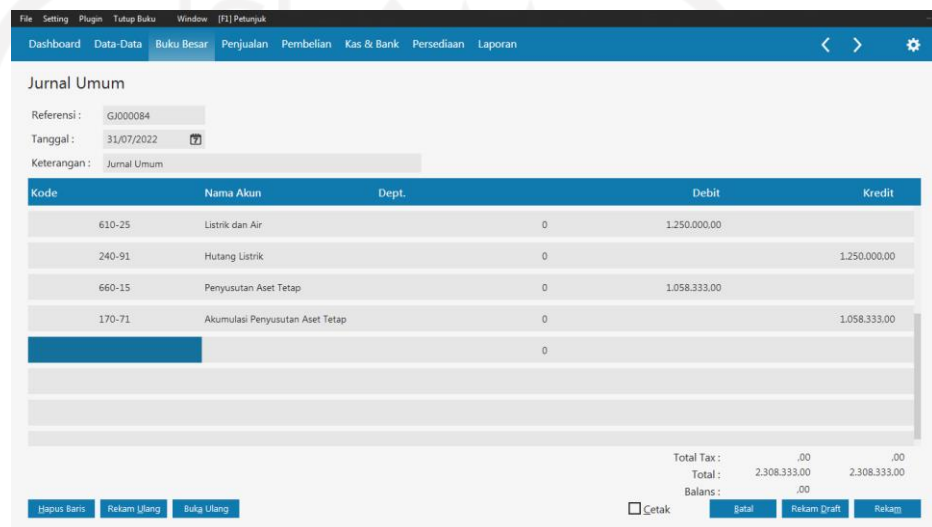 File Setting Plugin Tutup Buku Window [F1] Petunjuk
Dashboard Data-Data Buku Besar Penjualan Pembelian Kas & Bank Persediaan Laporan
Jurnal Umum
Referensi : GJ000084
Tanggal : 31/07/2022
Keterangan : Jurnal Umum
Kode Nama Akun Dept. Debit Kredit
610-25 Listrik dan Air 0 1.250.000,00
240-91 Hutang Listrik 0 1.250.000,00
660-15 Penyusutan Aset Tetap 0 1.058.333,00
170-71 Akumulasi Penyusutan Aset Tetap 0 1.058.333,00
0
Total Tax : ,00 ,00
Total : 2.308.333,00 2.308.333,00
Balans : ,00
Hapus Baris Rekam Ulang Buka Ulang Cetak Batal Rekam Draft Rekam